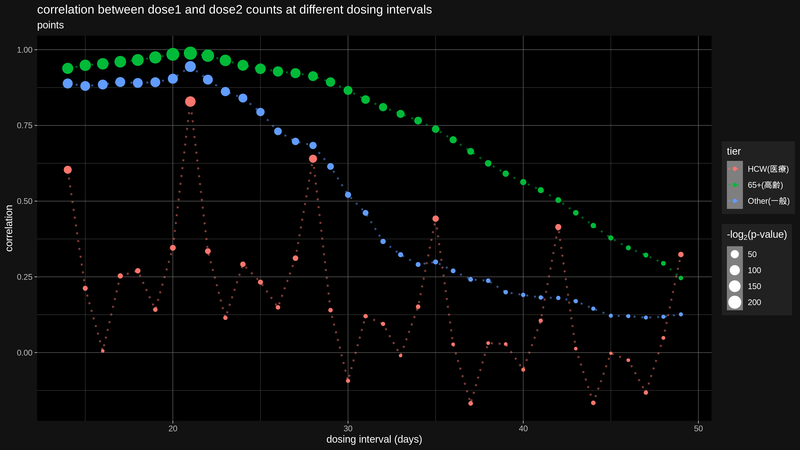 correlation between dose1 and dose2 counts at different dosing intervals
points
1.00
0.75
0.50
0.25
0.00
correlation
20
30
40
50
dosing interval (days)
tier
HCW(医療)
65+(高齢)
Other(一般)
-log2(p-value)
50
100
150
200